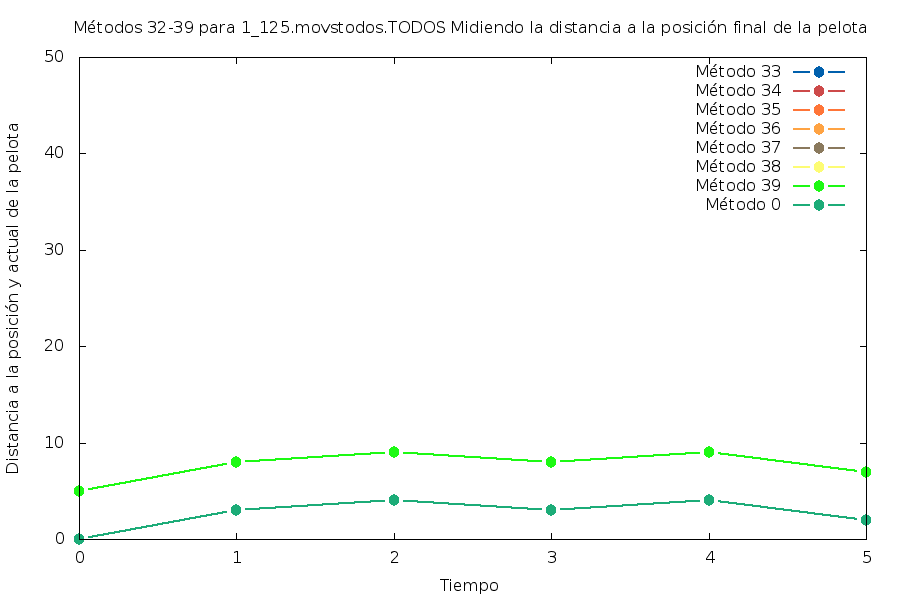 Métodos 32-39 para 1_125.movstodos.TODOS Midiendo la distancia a la posición final de la pelota
Distancia a la posición y actual de la pelota
50
40
30
20
10
0
Método 33
Método 34
Método 35
Método 36
Método 37
Método 38
Método 39
Método 0
0 1 2 3 4 5
Tiempo